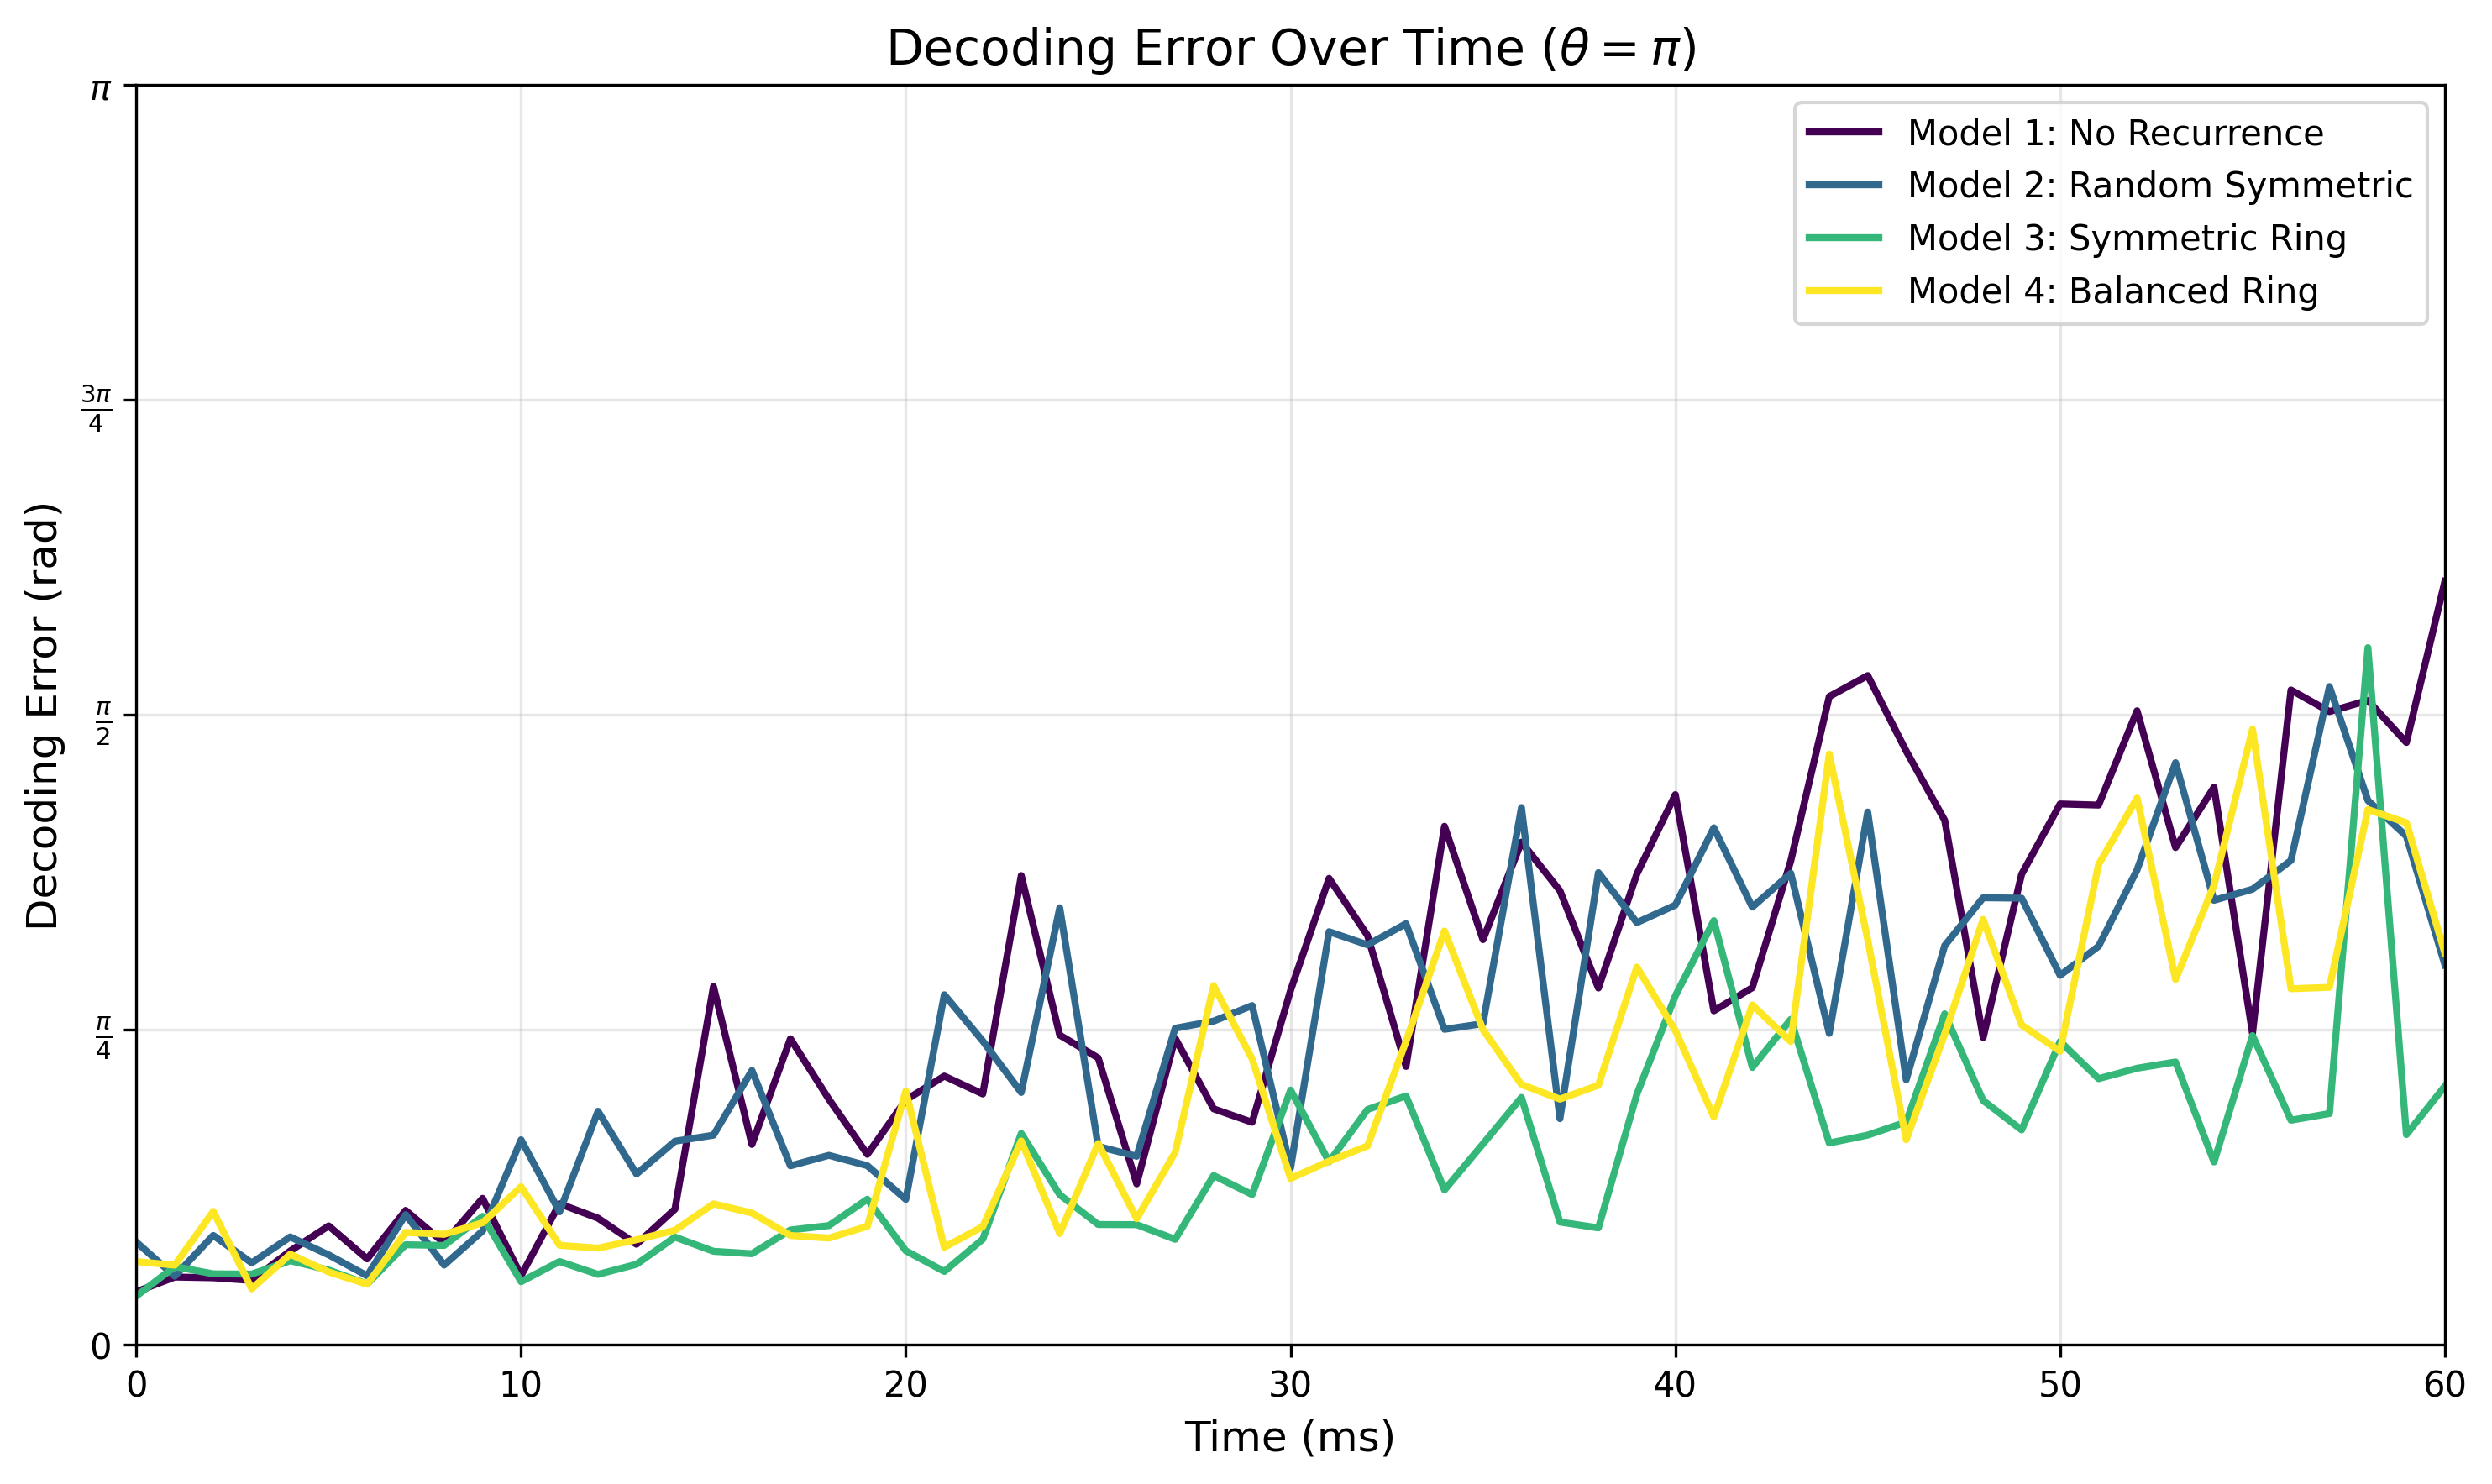 Decoding Error Over Time (θ = π)
π
3π/4
π/2
π/4
0
Decoding Error (rad)
Model 1: No Recurrence
Model 2: Random Symmetric
Model 3: Symmetric Ring
Model 4: Balanced Ring
0 10 20 30 40 50 60
Time (ms)